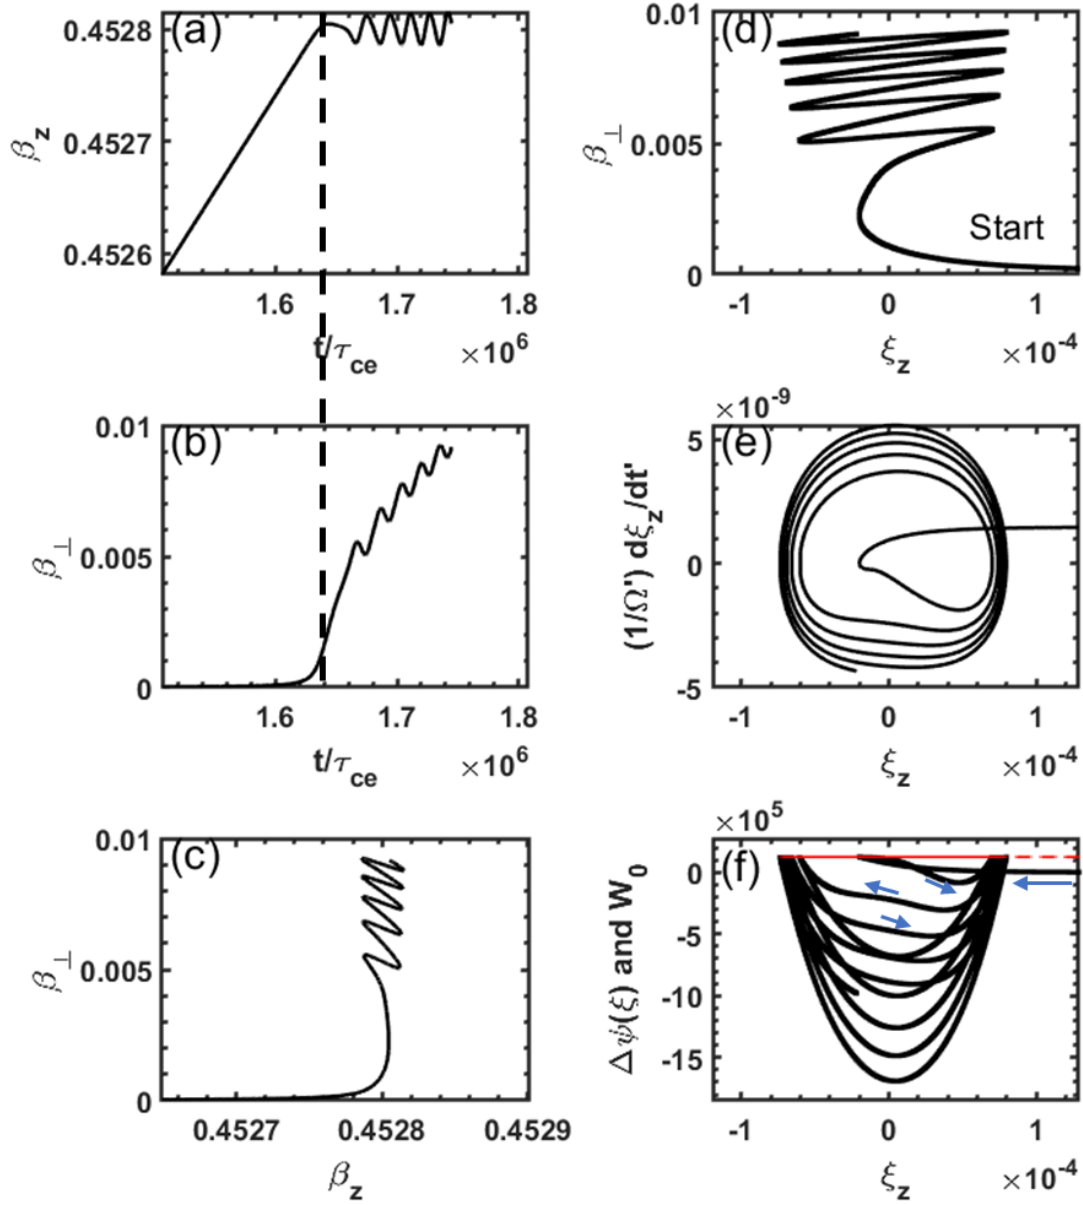 (a)
0.4528
0.4527
0.4526
β_z
1.6 1.7 1.8
t/τ_ce ×10^6
(d)
0.01
0.005
0
β_⊥
Start
-1 0 1
ξ_z ×10^-4
(b)
0.01
0.005
0
β_⊥
1.6 1.7 1.8
t/τ_ce ×10^6
×10^-9
(e)
5
0
-5
(1/Ω') dξ_z/dt'
-1 0 1
ξ_z ×10^-4
(c)
0.01
0.005
0
β_⊥
0.4527 0.4528 0.4529
β_z
×10^5
(f)
0
-5
-10
-15
Δψ(ξ) and W_0
-1 0 1
ξ_z ×10^-4